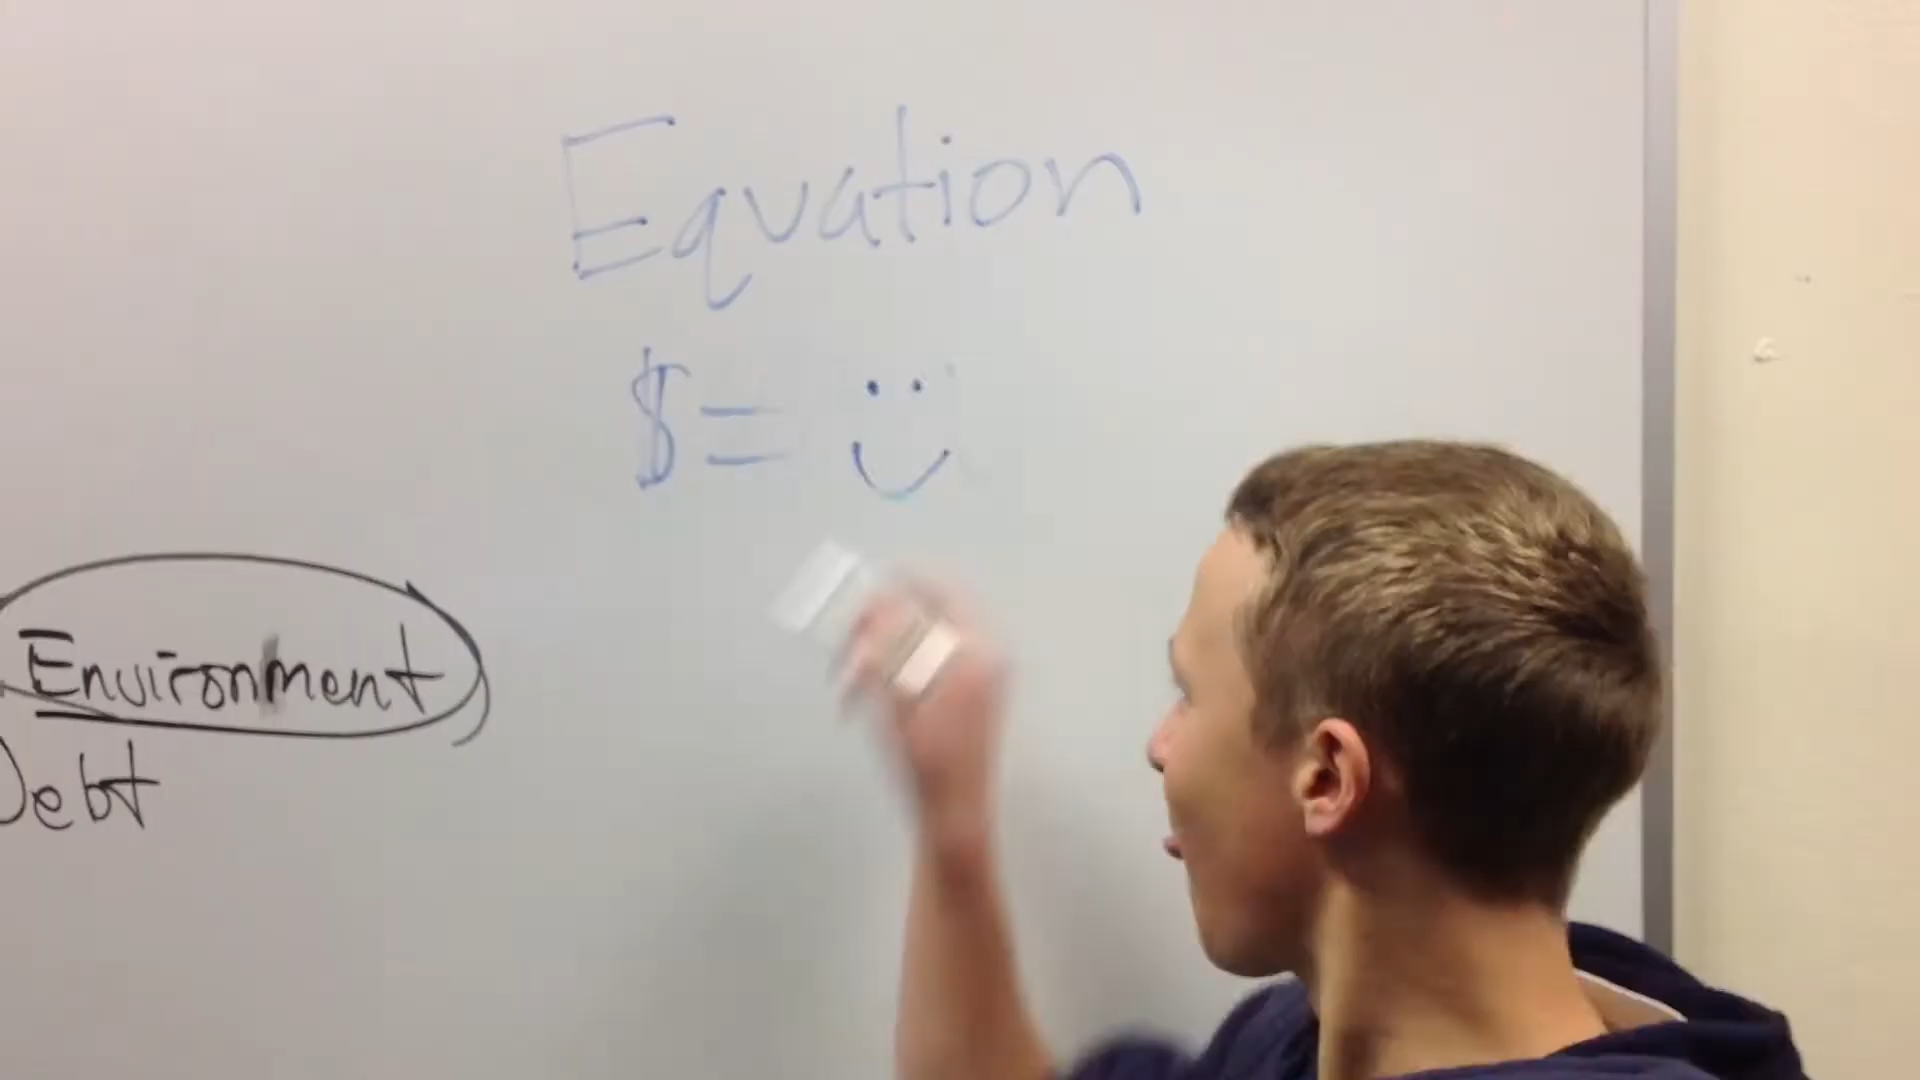 Equation
$ = :)
Environment
Debt